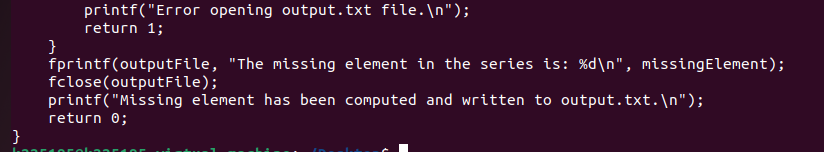 printf("Error opening output.txt file.\n");
        return 1;
    }
    fprintf(outputFile, "The missing element in the series is: %d\n", missingElement);
    fclose(outputFile);
    printf("Missing element has been computed and written to output.txt.\n");
    return 0;
}